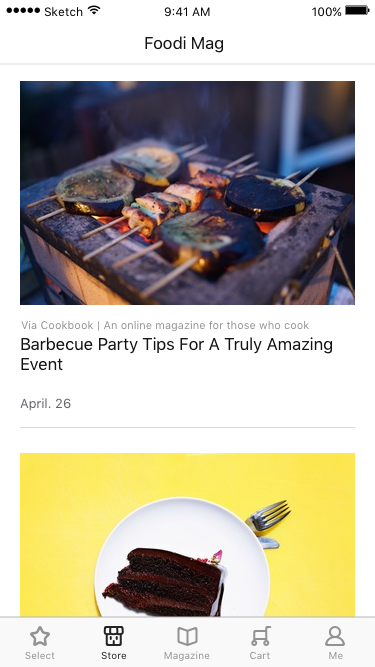 Sketch 9:41 AM 100%
Foodi Mag
Via Cookbook | An online magazine for those who cook
Barbecue Party Tips For A Truly Amazing
Event
April. 26
Select Store Magazine Cart Me